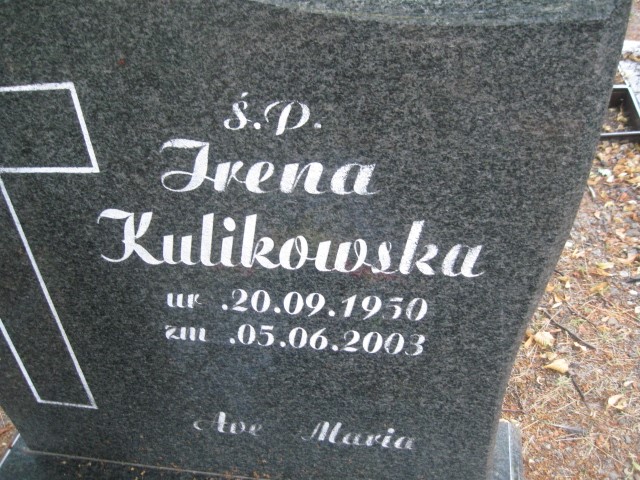 Ś.P.
Irena
Kulikowska
ur .20.09.1950
zm .05.06.2003
Ave Maria